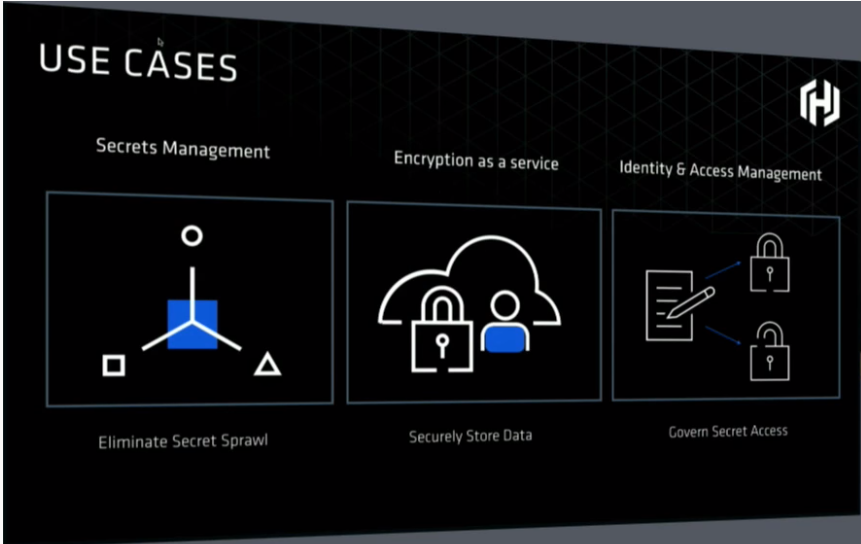 USE CASES
Secrets Management
Encryption as a service
Identity & Access Management
Eliminate Secret Sprawl
Securely Store Data
Govern Secret Access